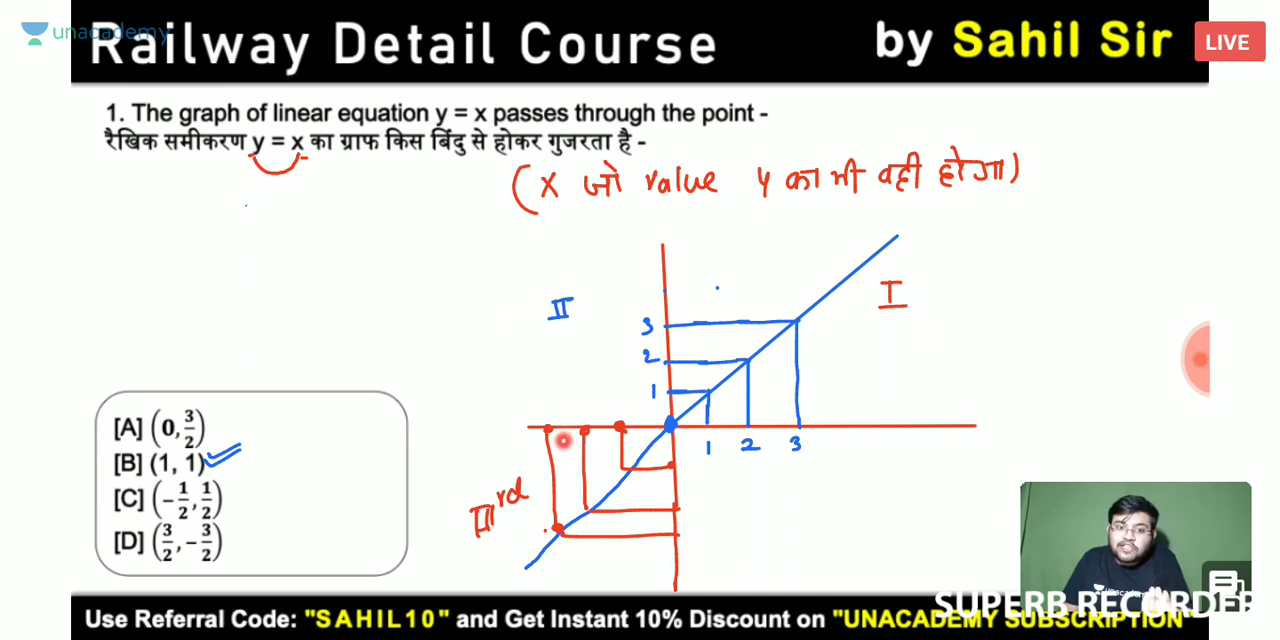 unacademy
Railway Detail Course by Sahil Sir
LIVE
1. The graph of linear equation y = x passes through the point -
रैखिक समीकरण y = x का ग्राफ किस बिंदु से होकर गुजरता है -
(x जो value y का भी वही होगा)
II
I
3
2
1
1 2 3
III rd
[A] (0, 3/2)
[B] (1, 1)
[C] (-1/2, 1/2)
[D] (3/2, -3/2)
SUPERB RECORDER
Use Referral Code: "SAHIL10" and Get Instant 10% Discount on "UNACADEMY SUBSCRIPTION"